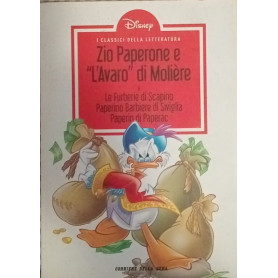 Disney
I CLASSICI DELLA LETTERATURA
Zio Paperone e
"L'Avaro" di Molière
e
Le Furberie di Scapino
Paperino Barbiere di Siviglia
Paperin di Paperac
CORRIERE DELLA SERA